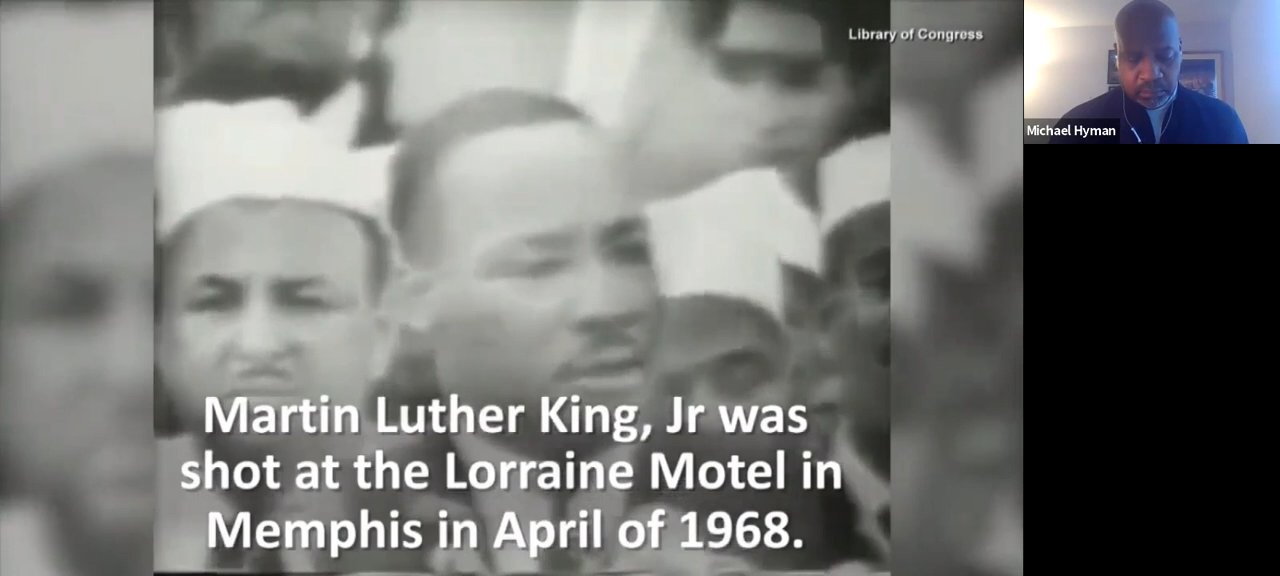 Library of Congress
Michael Hyman
Martin Luther King, Jr was
shot at the Lorraine Motel in
Memphis in April of 1968.